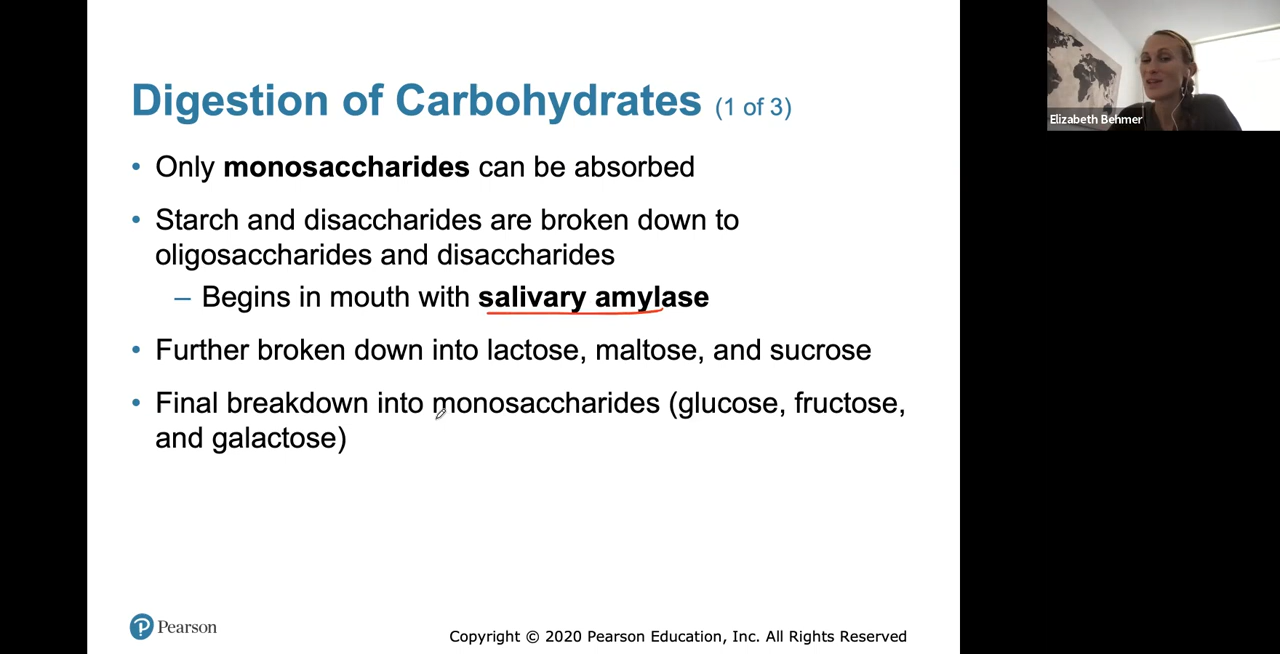 Digestion of Carbohydrates (1 of 3)
• Only monosaccharides can be absorbed
• Starch and disaccharides are broken down to
oligosaccharides and disaccharides
– Begins in mouth with salivary amylase
• Further broken down into lactose, maltose, and sucrose
• Final breakdown into monosaccharides (glucose, fructose,
and galactose)
Pearson
Copyright © 2020 Pearson Education, Inc. All Rights Reserved
Elizabeth Behmer